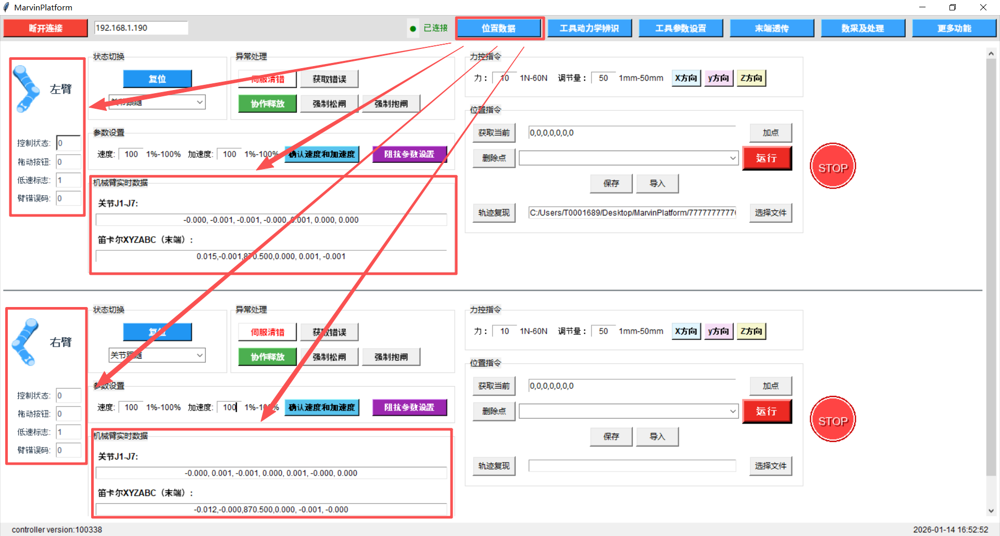 MarvinPlatform
断开连接 192.168.1.190 已连接 位置数据 工具动力学辨识 工具参数设置 末端透传 数采及处理 更多功能
左臂
控制状态: 0
拖动按钮: 0
低速标志: 1
臂错误码: 0
状态切换
复位
关节跟随
异常处理
伺服清错 获取错误
协作释放 强制松闸 强制抱闸
参数设置
速度: 100 1%-100% 加速度: 100 1%-100% 确认速度和加速度 阻抗参数设置
机械臂实时数据
关节J1-J7:
-0.000, -0.001, -0.001, -0.000, 0.001, 0.000, 0.000
笛卡尔XYZABC（末端）:
0.015,-0.001,870.500,0.000, 0.001, -0.001
力控指令
力: 10 1N-60N 调节量: 50 1mm-50mm X方向 y方向 Z方向
位置指令
获取当前 0,0,0,0,0,0,0 加点
删除点 运行
保存 导入
轨迹复现 C:/Users/T0001689/Desktop/MarvinPlatform/7777777777 选择文件
STOP
右臂
控制状态: 0
拖动按钮: 0
低速标志: 1
臂错误码: 0
状态切换
复位
关节跟随
异常处理
伺服清错 获取错误
协作释放 强制松闸 强制抱闸
参数设置
速度: 100 1%-100% 加速度: 100 1%-100% 确认速度和加速度 阻抗参数设置
机械臂实时数据
关节J1-J7:
-0.000, 0.001, -0.001, 0.000, 0.001, -0.000, 0.000
笛卡尔XYZABC（末端）:
-0.012,-0.000,870.500,0.000, -0.001, -0.000
力控指令
力: 10 1N-60N 调节量: 50 1mm-50mm X方向 y方向 Z方向
位置指令
获取当前 0,0,0,0,0,0,0 加点
删除点 运行
保存 导入
轨迹复现 选择文件
STOP
controller version:100338 2026-01-14 16:52:52